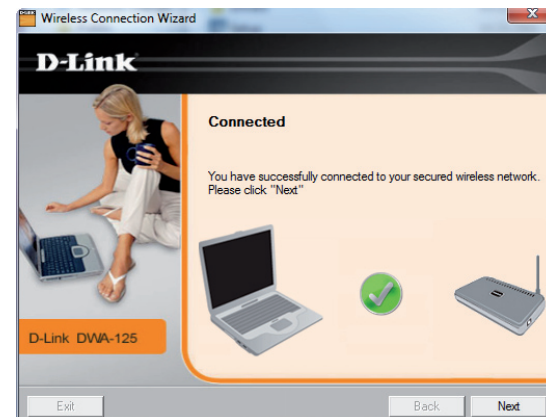 Wireless Connection Wizard
D-Link
Connected
You have successfully connected to your secured wireless network.
Please click "Next"
D-Link DWA-125
Exit
Back
Next